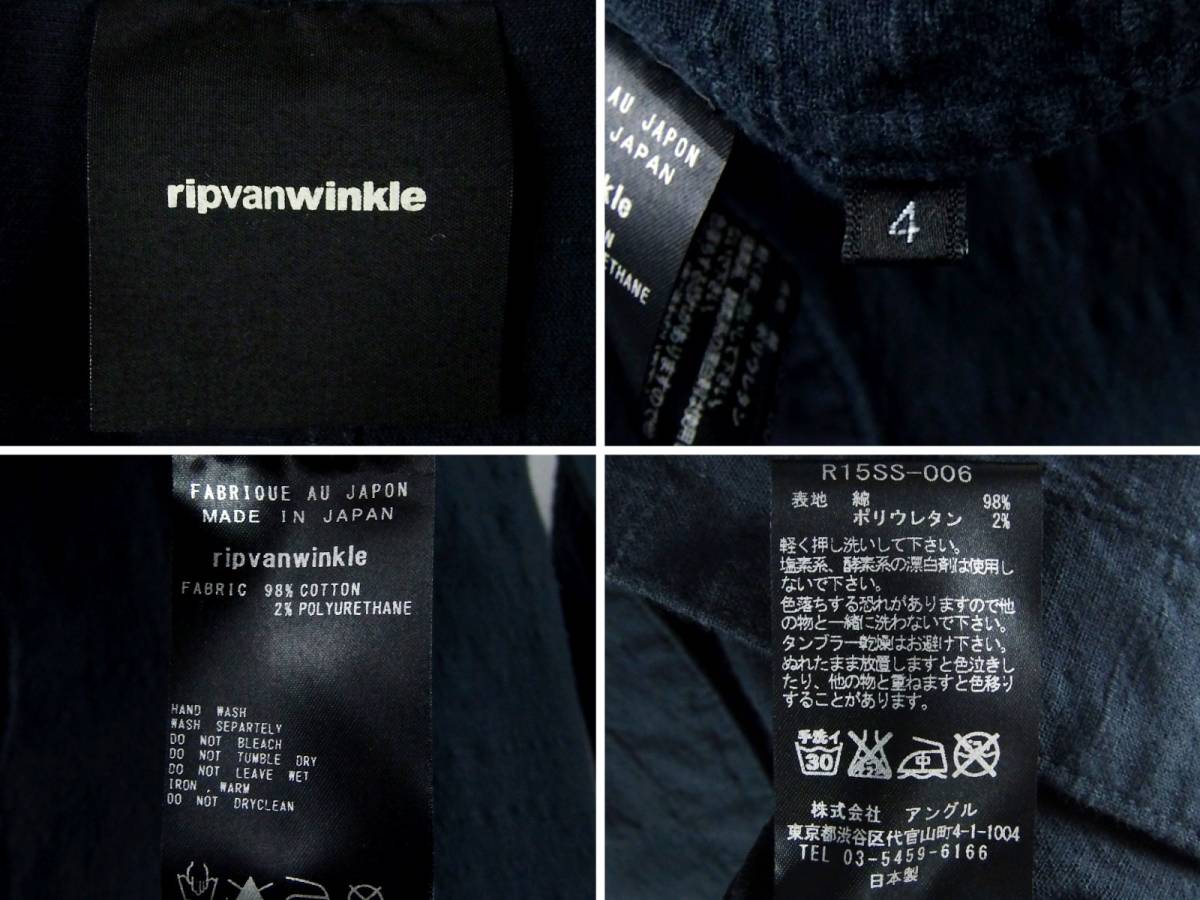 ripvanwinkle
AU JAPON
JAPAN
4
FABRIQUE AU JAPON
MADE IN JAPAN
ripvanwinkle
FABRIC 98% COTTON
2% POLYURETHANE
HAND WASH
WASH SEPARTELY
DO NOT BLEACH
DO NOT TUMBLE DRY
DO NOT LEAVE WET
IRON . WARM
DO NOT DRYCLEAN
R15SS-006
表地 綿 98%
ポリウレタン 2%
軽く押し洗いして下さい。
塩素系、酵素系の漂白剤は使用し
ないで下さい。
色落ちする恐れがありますので他
の物と一緒に洗わないで下さい。
タンブラー乾燥はお避け下さい。
ぬれたまま放置しますと色泣きし
たり、他の物と重ねますと色移り
することがあります。
手洗イ
30
中
株式会社 アングル
東京都渋谷区代官山町4-1-1004
TEL 03-5459-6166
日本製